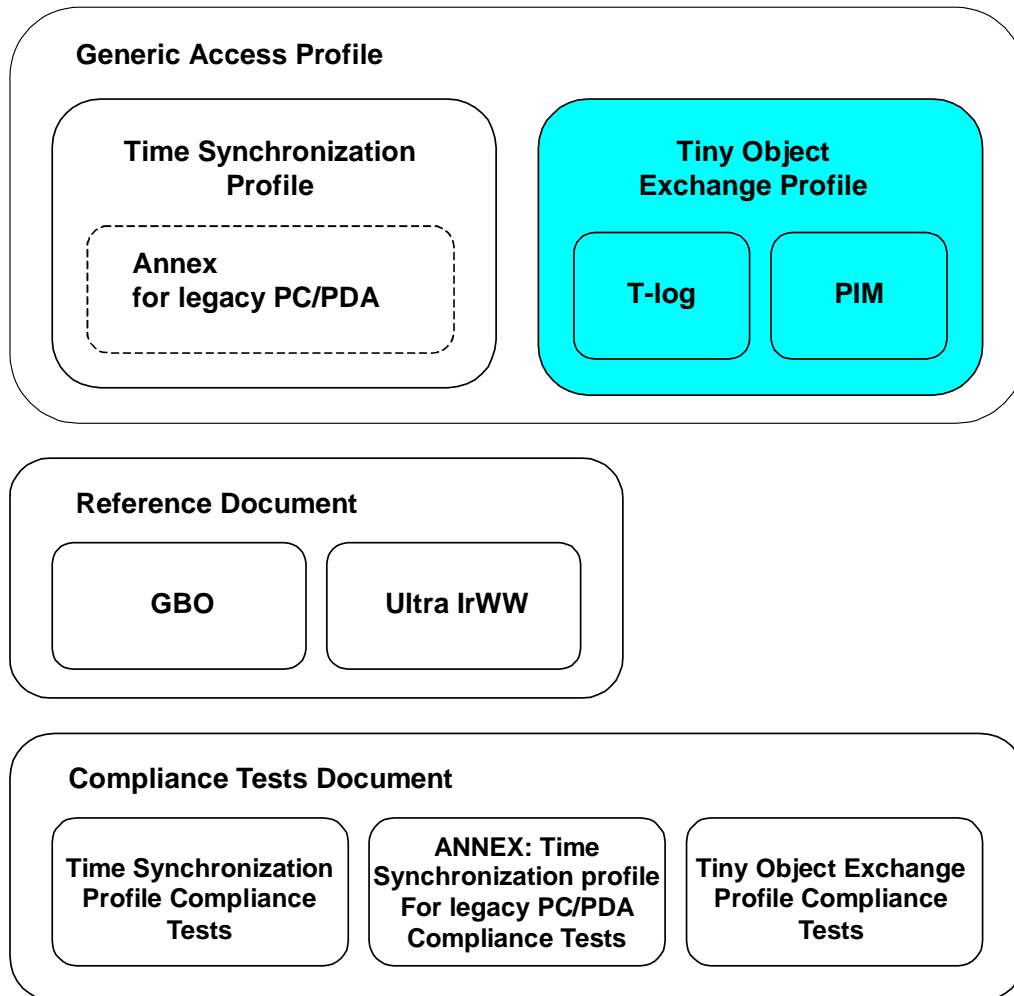 Generic Access Profile
Time Synchronization
Profile
Tiny Object
Exchange Profile
Annex
for legacy PC/PDA
T-log
PIM
Reference Document
GBO
Ultra IrWW
Compliance Tests Document
Time Synchronization
Profile Compliance
Tests
ANNEX: Time
Synchronization profile
For legacy PC/PDA
Compliance Tests
Tiny Object Exchange
Profile Compliance
Tests